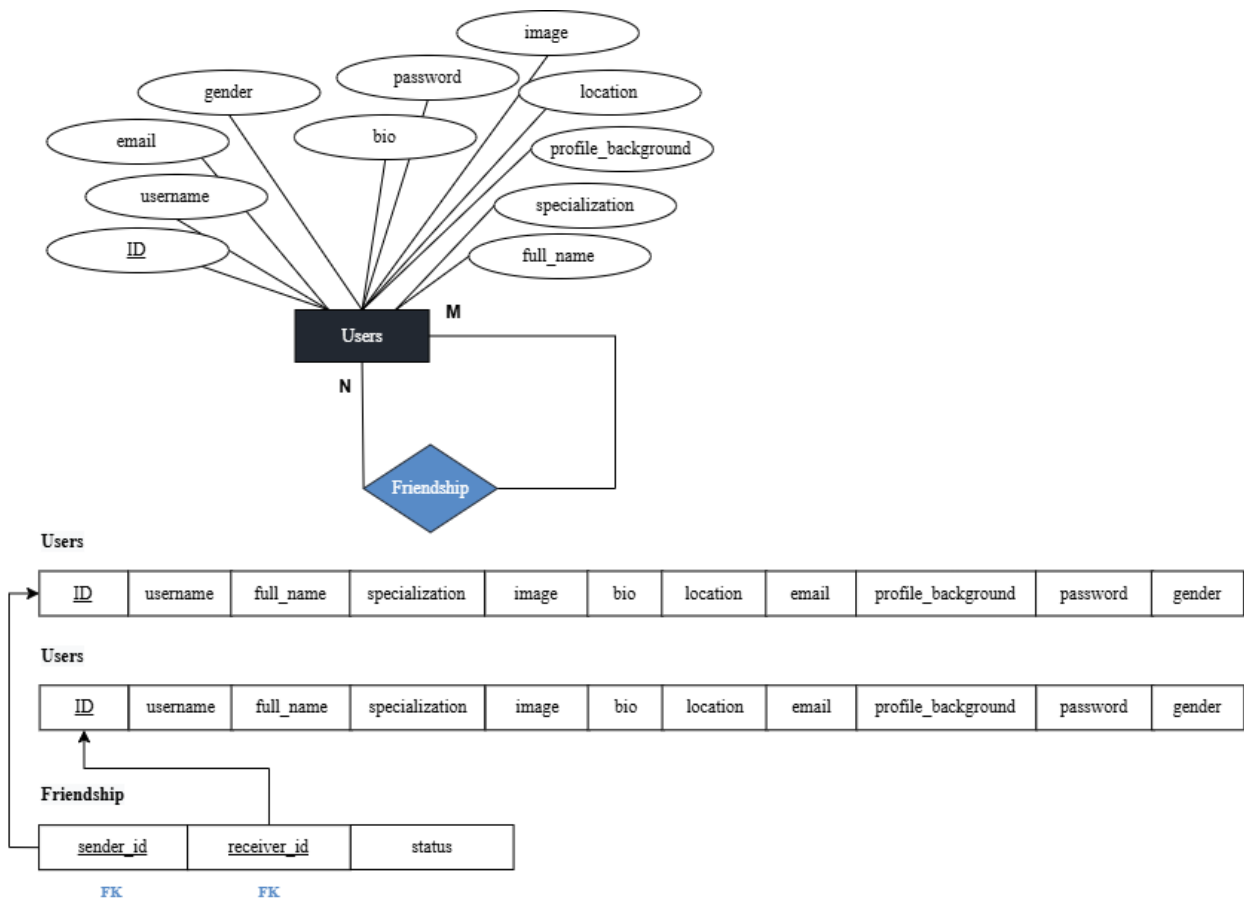 image
password
gender
location
email
bio
profile_background
username
specialization
ID
full_name
M
Users
N
Friendship
Users
ID username full_name specialization image bio location email profile_background password gender
Users
ID username full_name specialization image bio location email profile_background password gender
Friendship
sender_id receiver_id status
FK FK